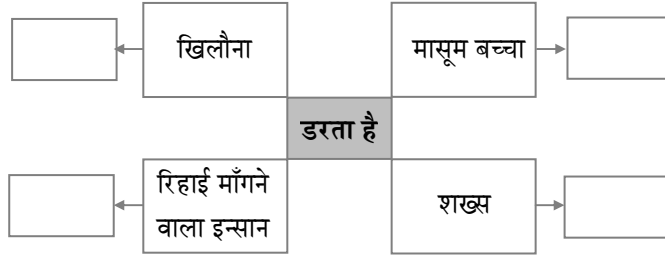 खिलौना
मासूम बच्चा
डरता है
रिहाई माँगने
वाला इन्सान
शख्स